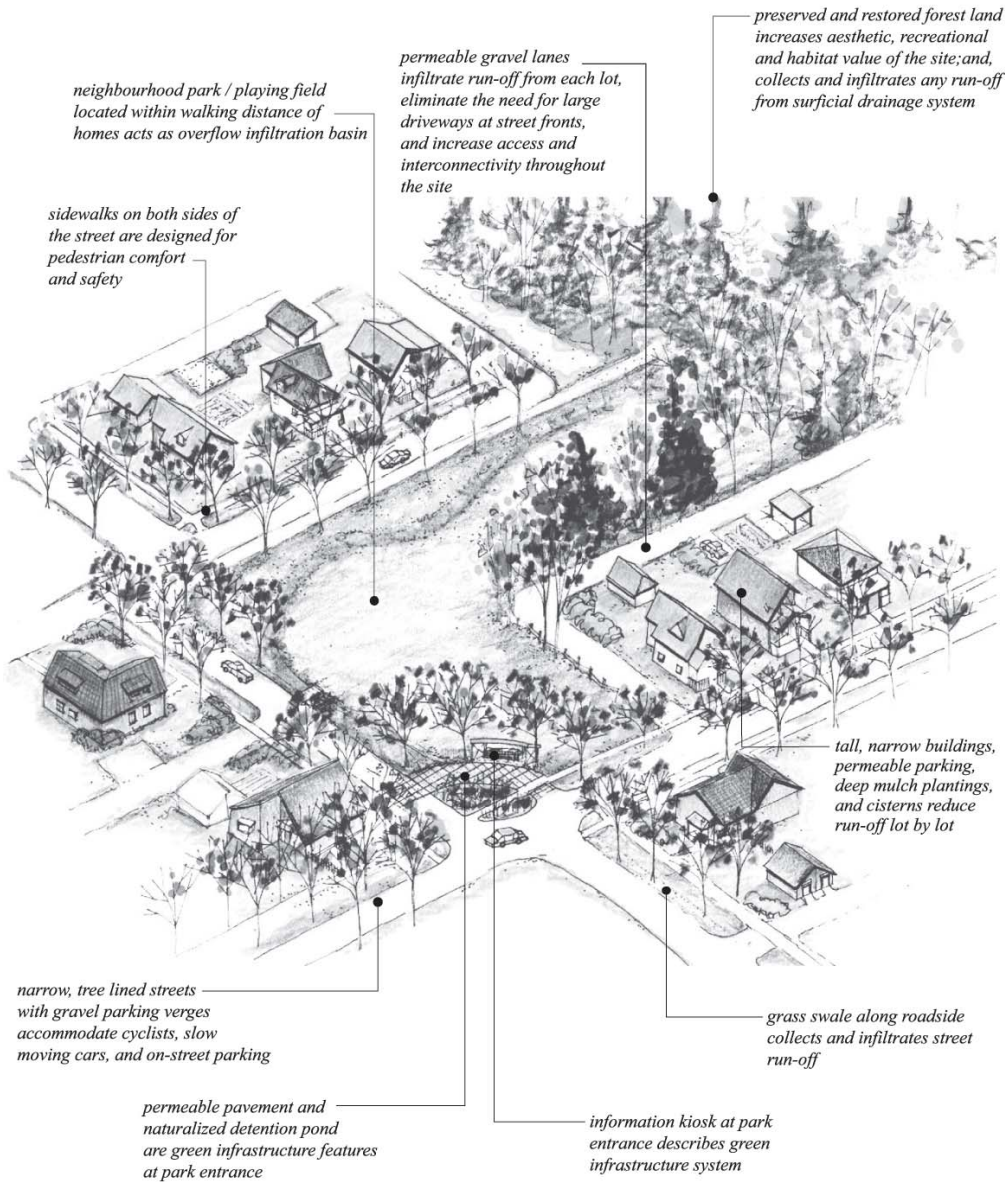 preserved and restored forest land
increases aesthetic, recreational
and habitat value of the site;and,
collects and infiltrates any run-off
from surficial drainage system
permeable gravel lanes
infiltrate run-off from each lot,
eliminate the need for large
driveways at street fronts,
and increase access and
interconnectivity throughout
the site
neighbourhood park / playing field
located within walking distance of
homes acts as overflow infiltration basin
sidewalks on both sides of
the street are designed for
pedestrian comfort
and safety
tall, narrow buildings,
permeable parking,
deep mulch plantings,
and cisterns reduce
run-off lot by lot
narrow, tree lined streets
with gravel parking verges
accommodate cyclists, slow
moving cars, and on-street parking
grass swale along roadside
collects and infiltrates street
run-off
permeable pavement and
naturalized detention pond
are green infrastructure features
at park entrance
information kiosk at park
entrance describes green
infrastructure system